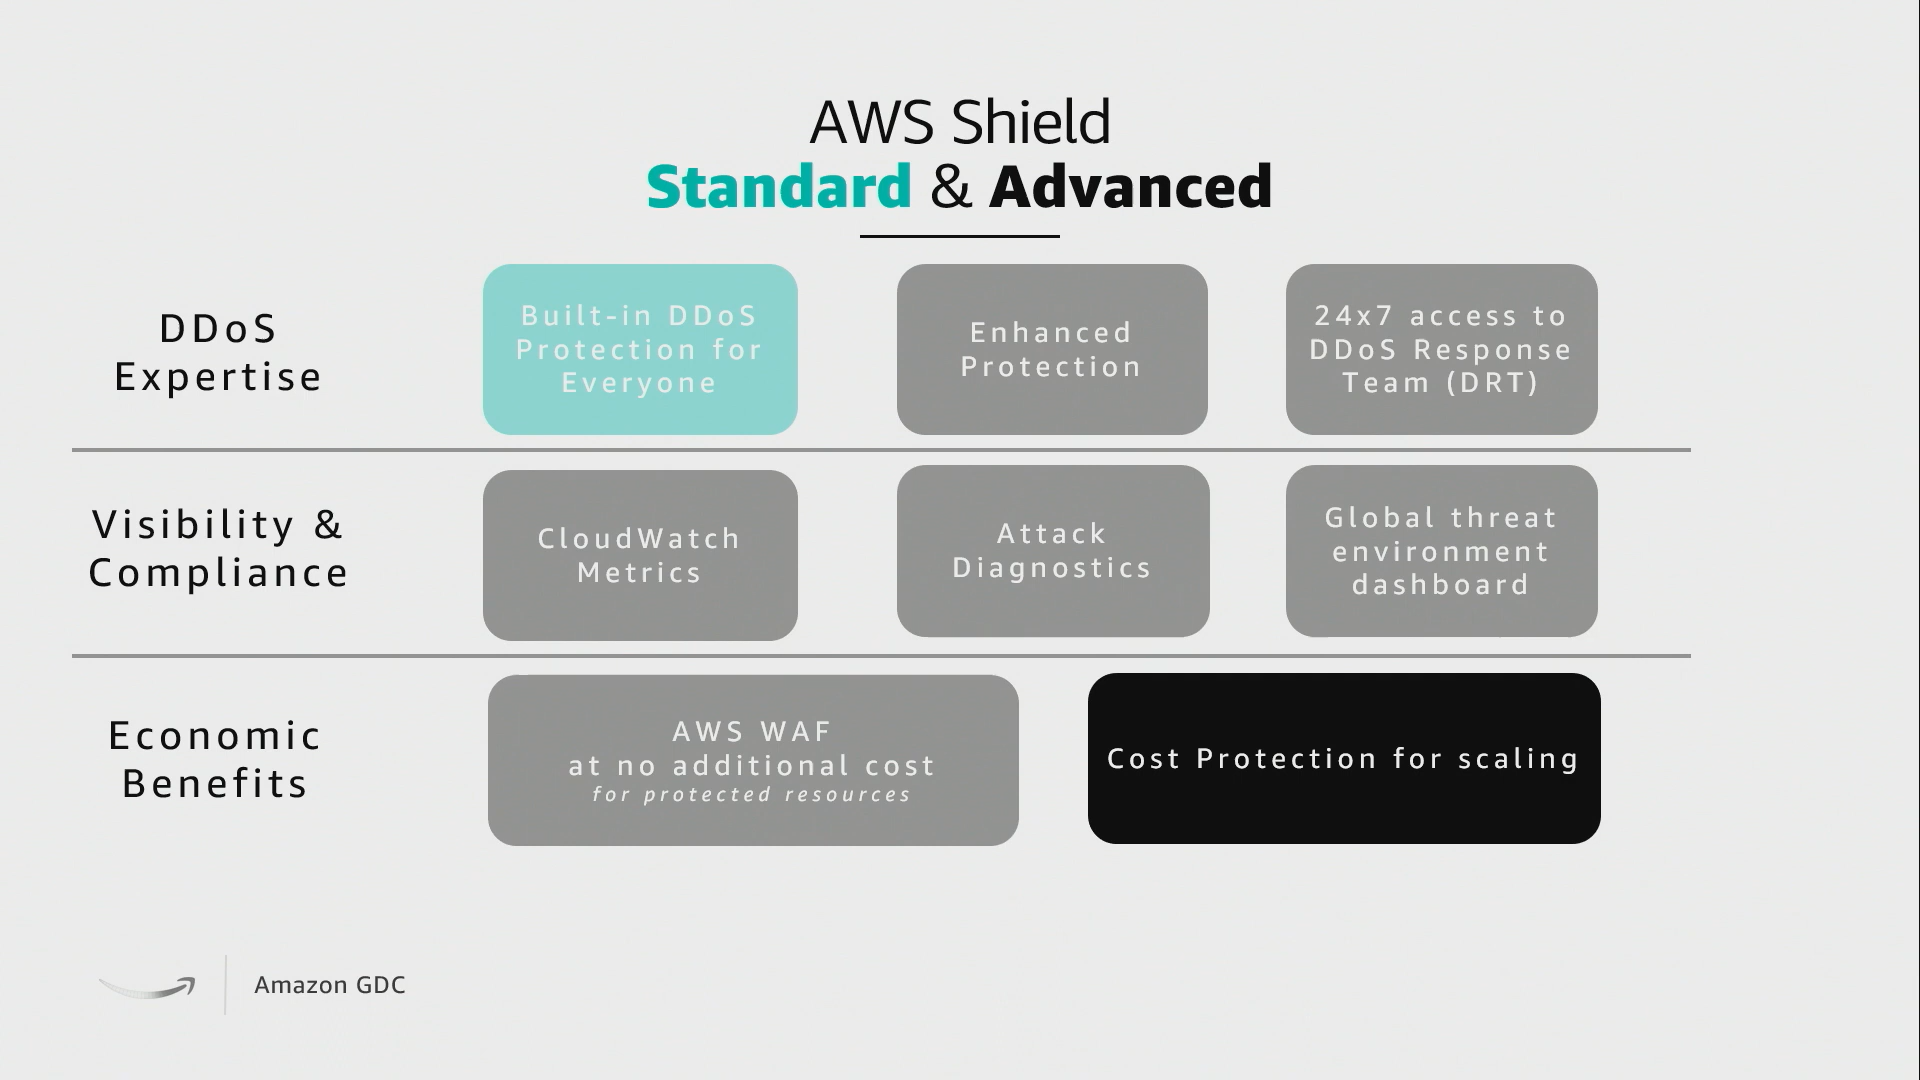 AWS Shield
Standard & Advanced
DDoS
Expertise
Built-in DDoS
Protection for
Everyone
Enhanced
Protection
24x7 access to
DDoS Response
Team (DRT)
Visibility &
Compliance
CloudWatch
Metrics
Attack
Diagnostics
Global threat
environment
dashboard
Economic
Benefits
AWS WAF
at no additional cost
for protected resources
Cost Protection for scaling
Amazon GDC